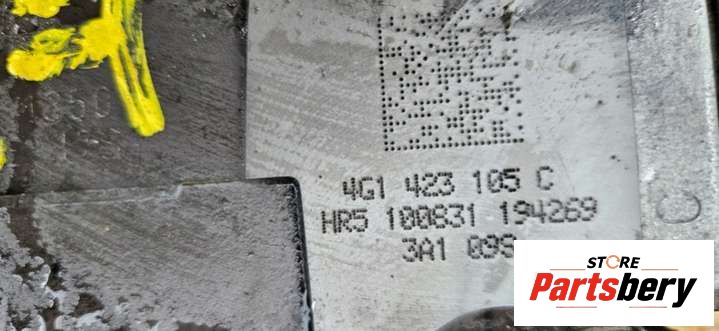 4G1 423 105 C
HR5 100831 194269
3A1 099
C
STORE
Partsbery